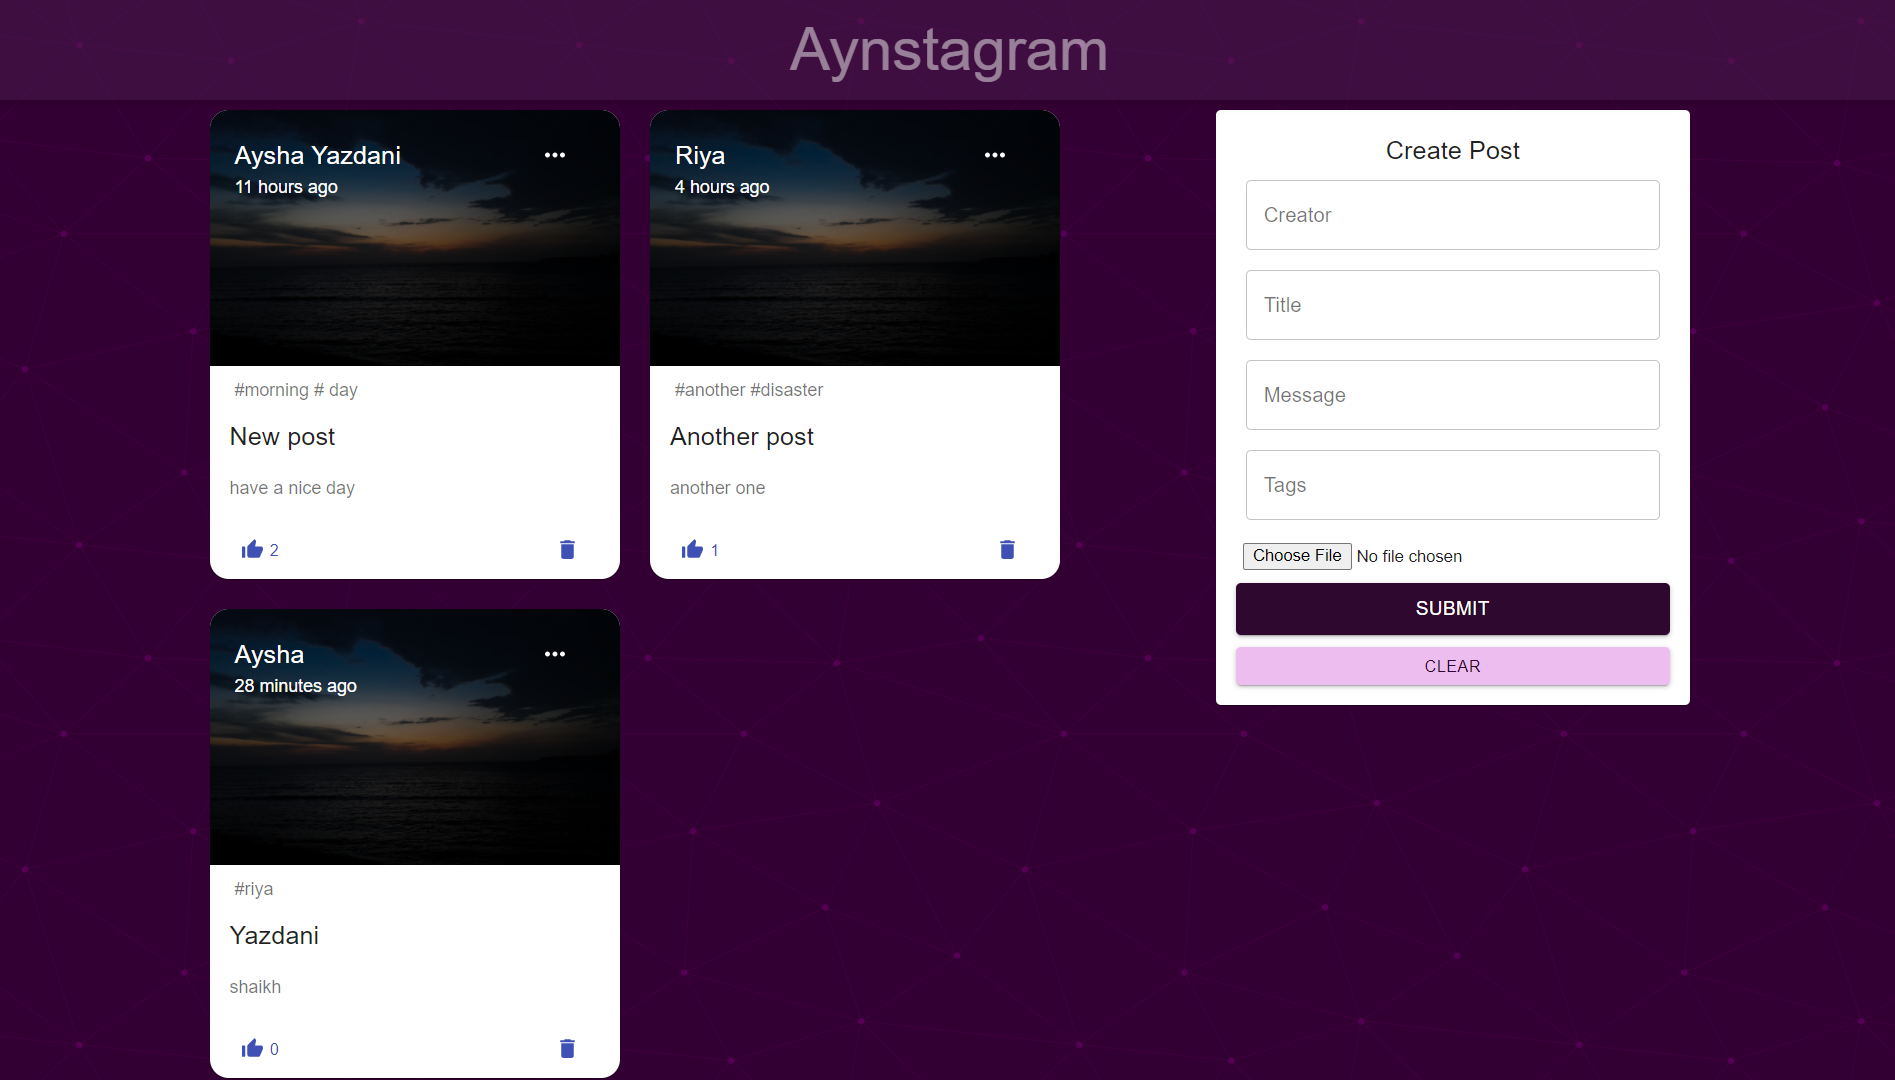 Aynstagram
Aysha Yazdani
11 hours ago
#morning # day
New post
have a nice day
2
Riya
4 hours ago
#another #disaster
Another post
another one
1
Aysha
28 minutes ago
#riya
Yazdani
shaikh
0
Create Post
Creator
Title
Message
Tags
Choose File No file chosen
SUBMIT
CLEAR